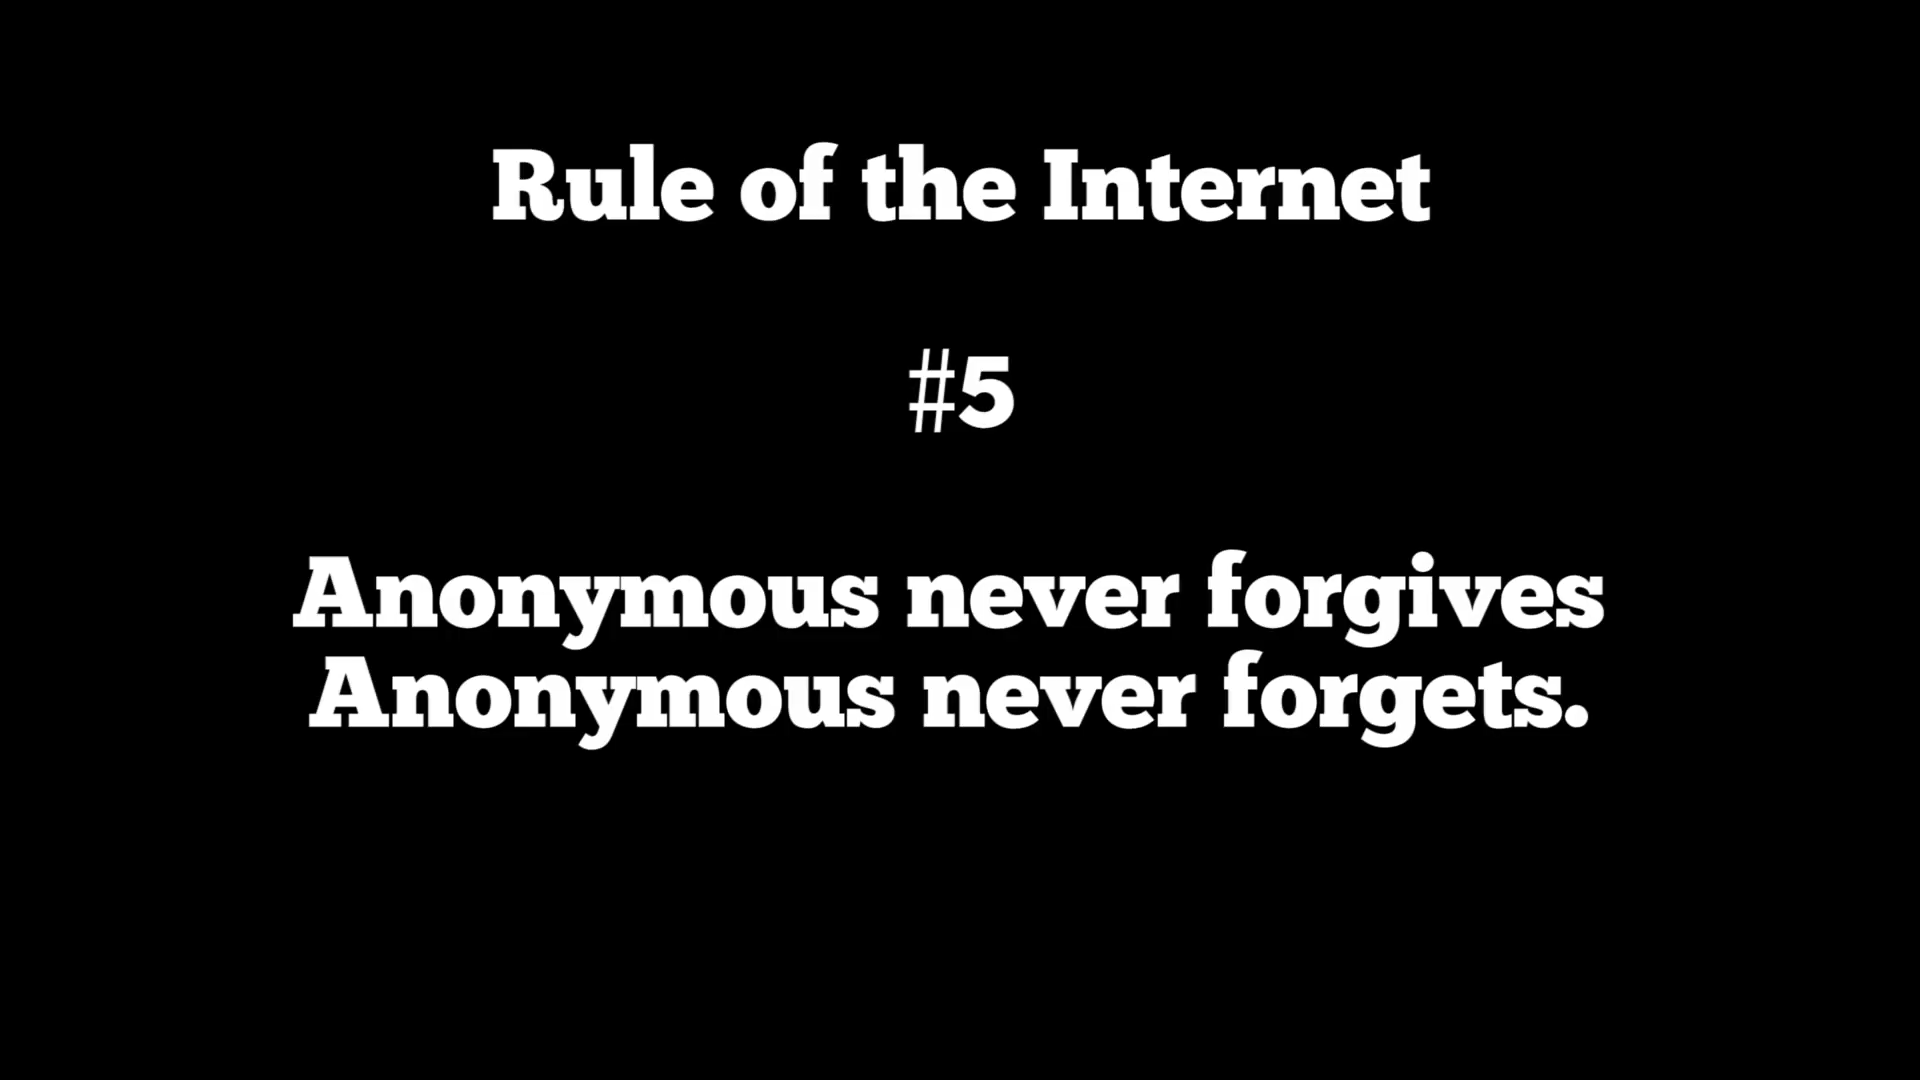 Rule of the Internet
#5
Anonymous never forgives
Anonymous never forgets.